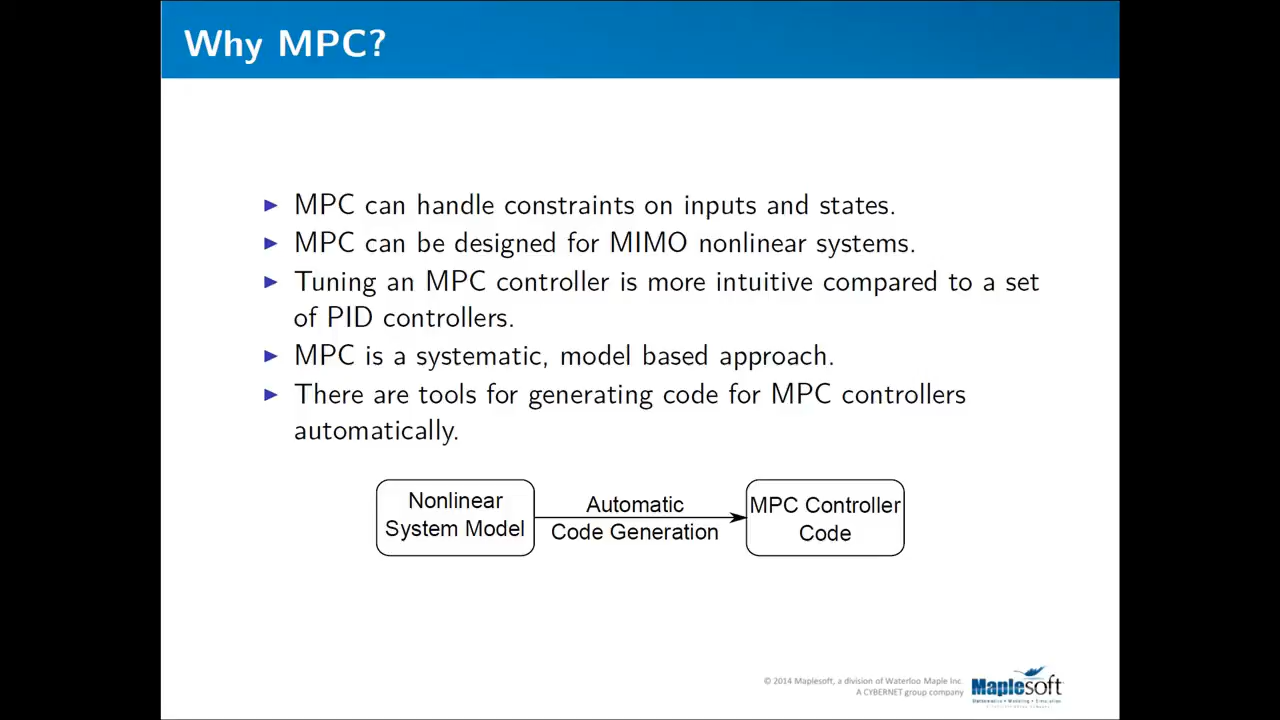 Why MPC?
MPC can handle constraints on inputs and states.
MPC can be designed for MIMO nonlinear systems.
Tuning an MPC controller is more intuitive compared to a set
of PID controllers.
MPC is a systematic, model based approach.
There are tools for generating code for MPC controllers
automatically.
Nonlinear
System Model
Automatic
Code Generation
MPC Controller
Code
© 2014 Maplesoft, a division of Waterloo Maple Inc.
A CYBERNET group company
Maplesoft
Mathematics • Modeling • Simulation